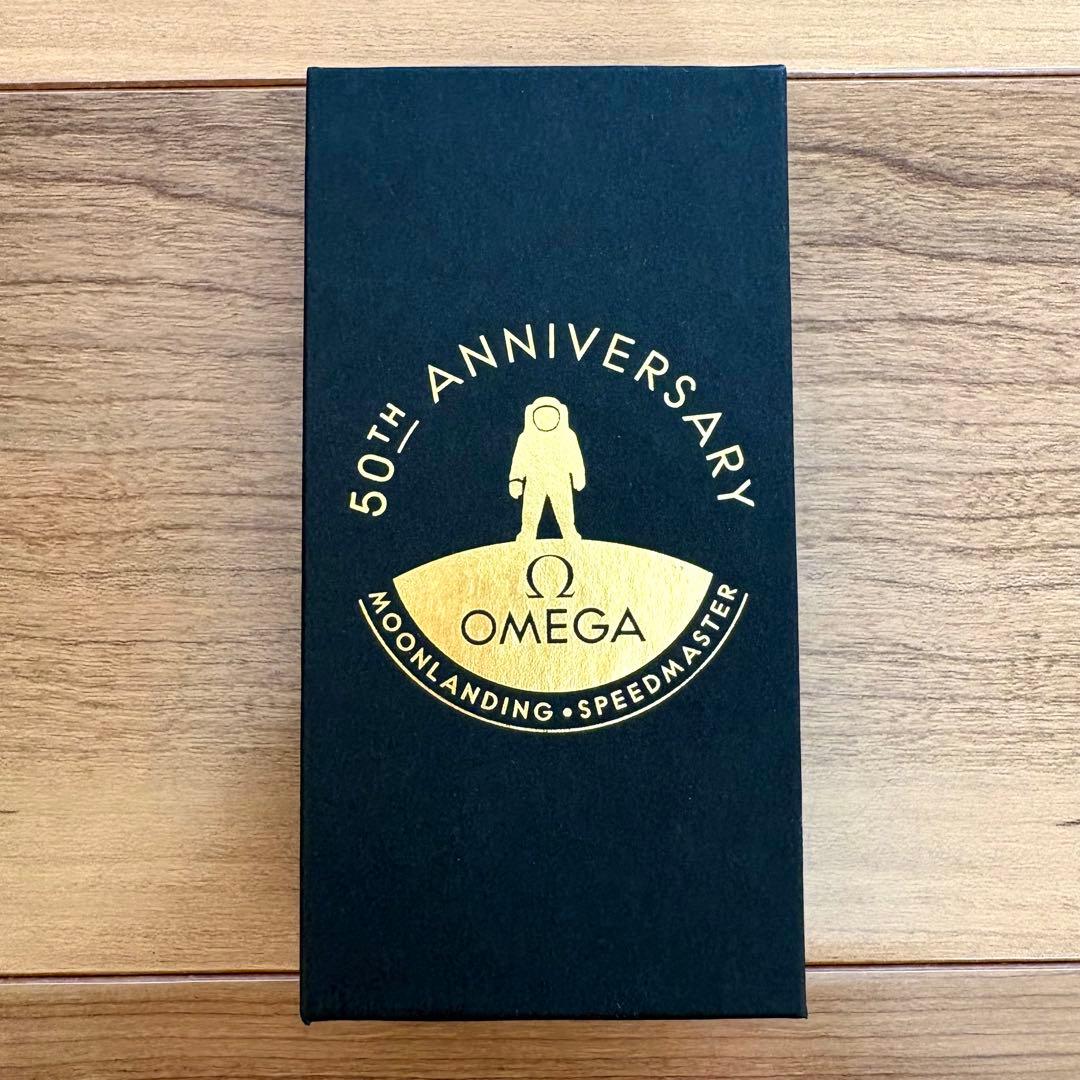 50TH ANNIVERSARY
Ω
OMEGA
MOONLANDING • SPEEDMASTER